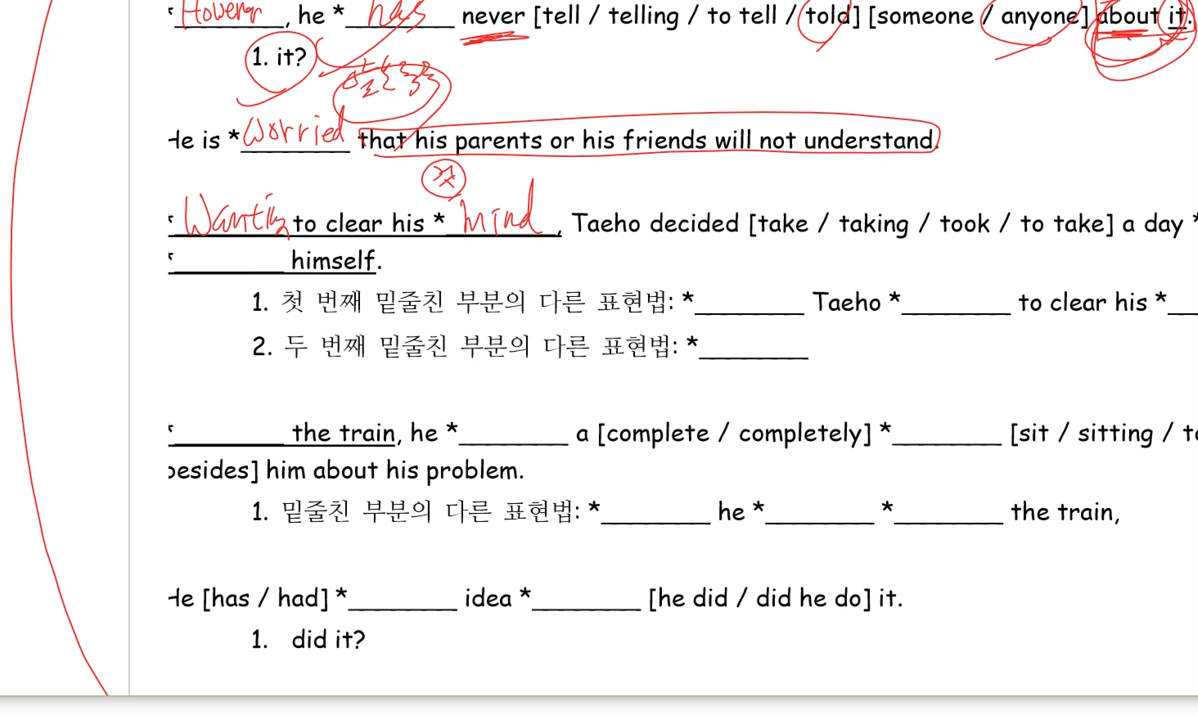 * However, he * has never [tell / telling / to tell / told] [someone / anyone] about it.
1. it?
He is * Worried that his parents or his friends will not understand.
* Wanting to clear his * mind, Taeho decided [take / taking / took / to take] a day *
*________ himself.
1. 첫 번째 밑줄친 부분의 다른 표현법: *________ Taeho *________ to clear his *__
2. 두 번째 밑줄친 부분의 다른 표현법: *________
*________ the train, he *________ a [complete / completely] *________ [sit / sitting / to
besides] him about his problem.
1. 밑줄친 부분의 다른 표현법: *________ he *________ *________ the train,
He [has / had] *________ idea *________ [he did / did he do] it.
1. did it?